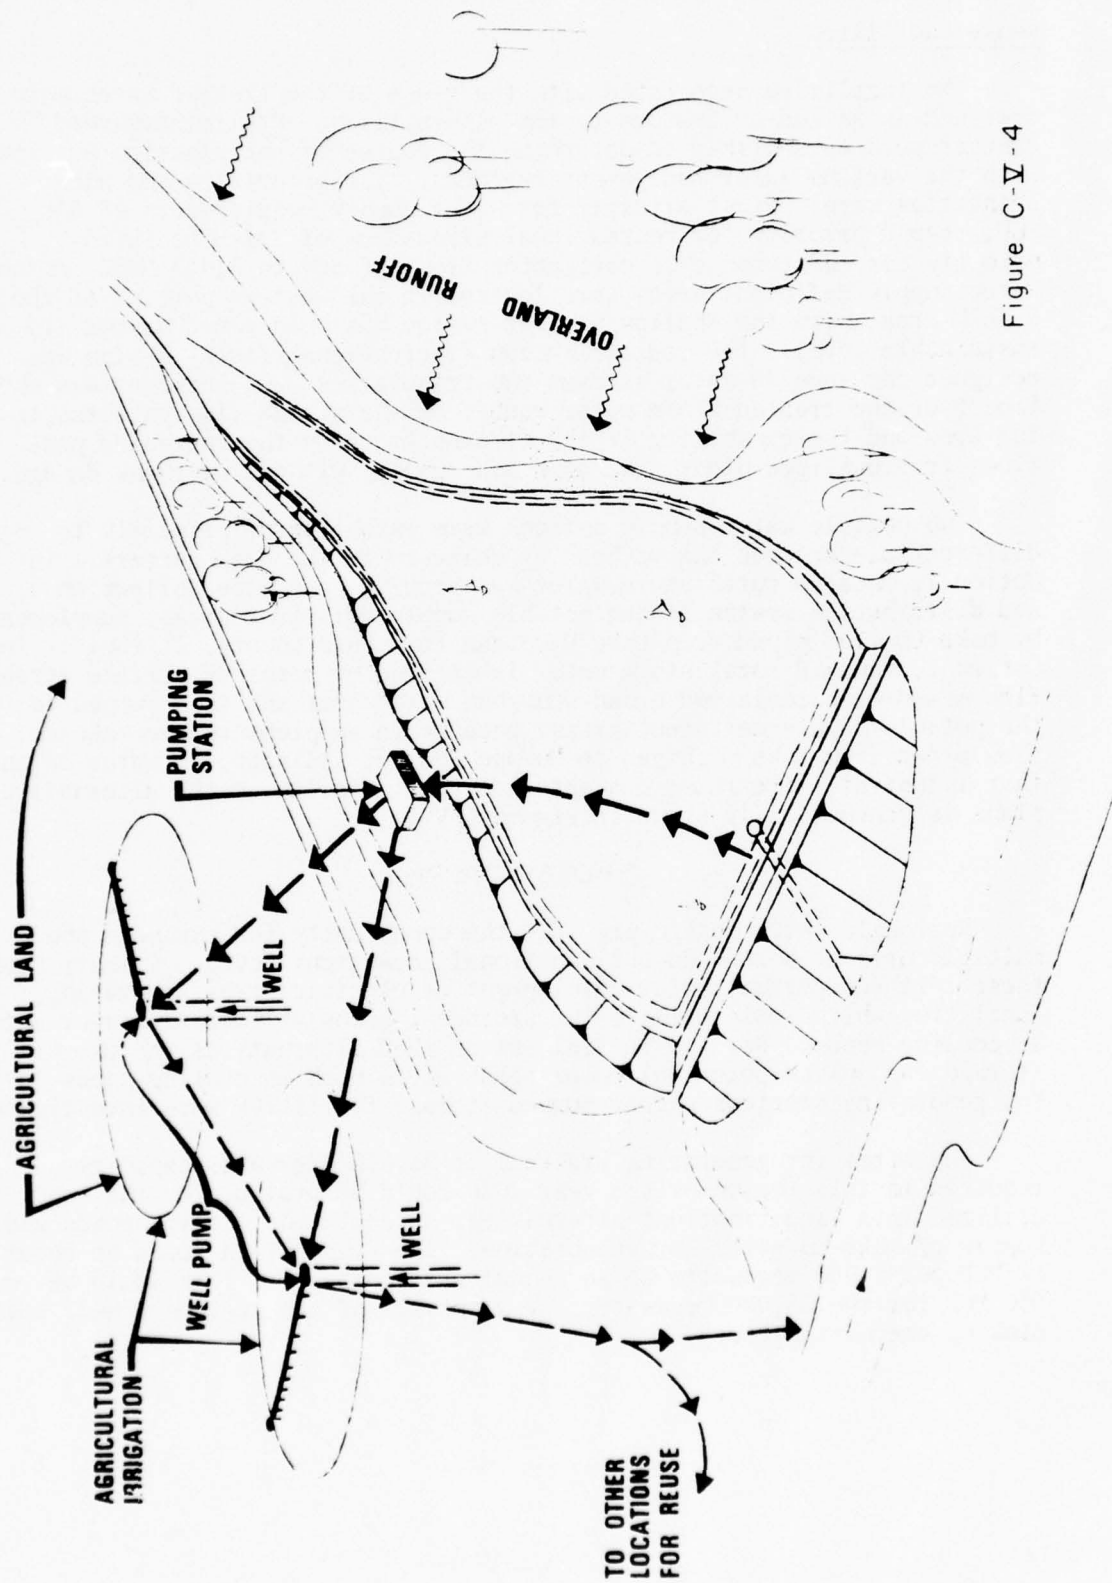 AGRICULTURAL LAND
PUMPING
STATION
OVERLAND RUNOFF
WELL
WELL PUMP
WELL
AGRICULTURAL
IRRIGATION
TO OTHER
LOCATIONS
FOR REUSE
Figure C-V-4